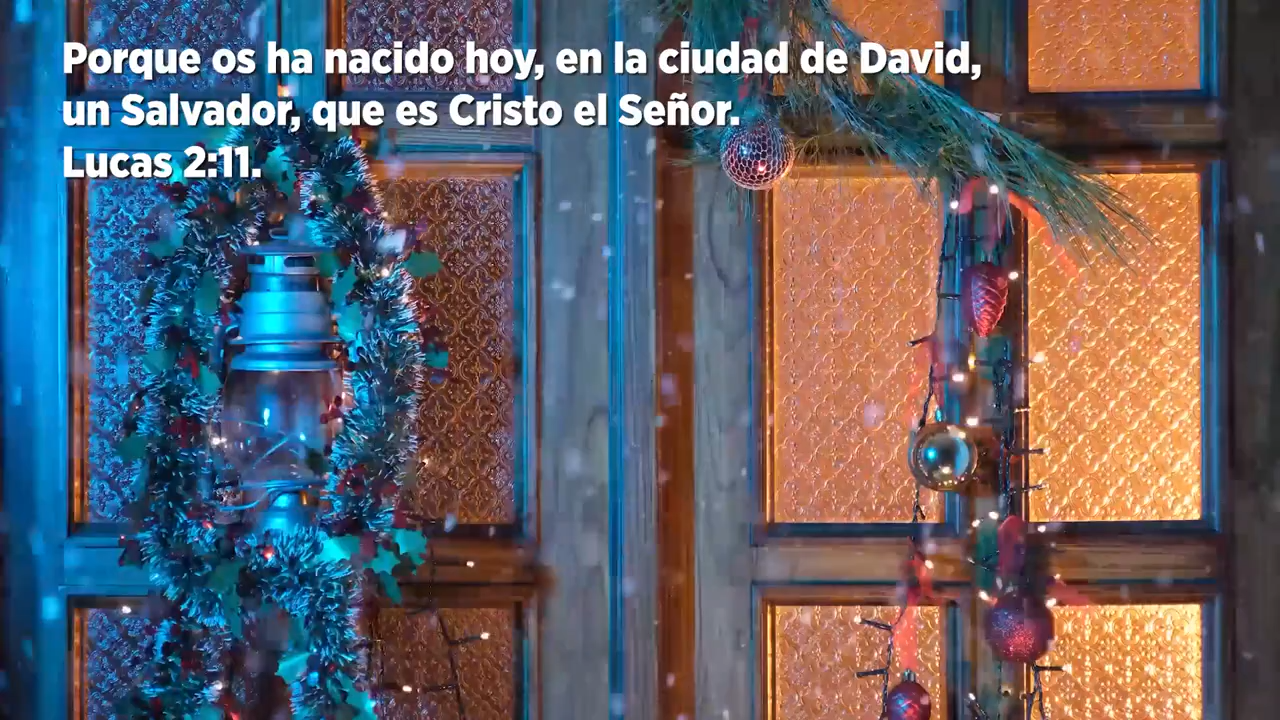 Porque os ha nacido hoy, en la ciudad de David,
un Salvador, que es Cristo el Señor.
Lucas 2:11.